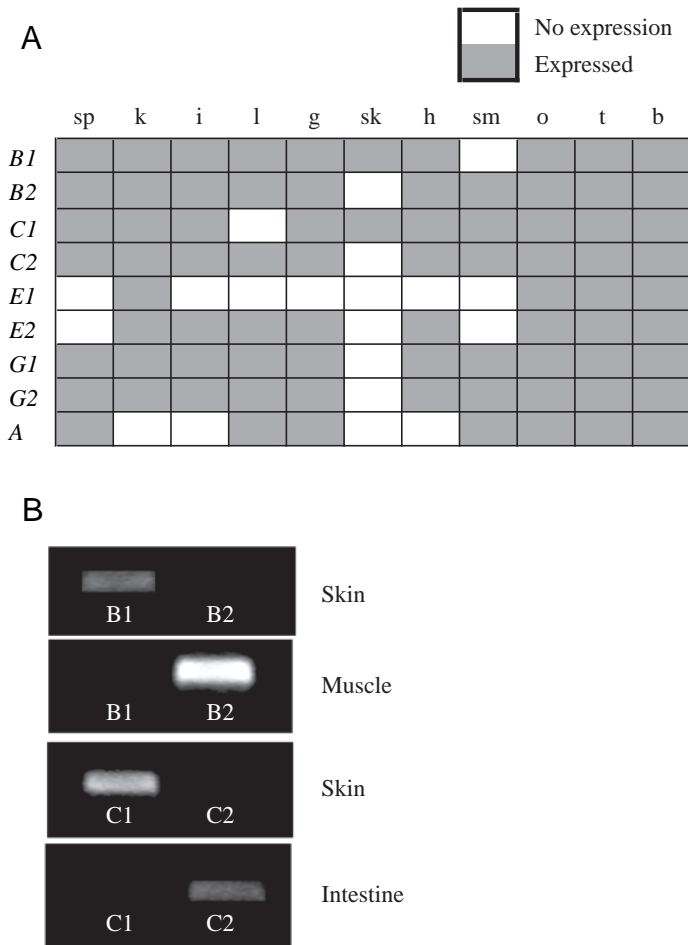 A
No expression
Expressed
sp k i l g sk h sm o t b
B1
B2
C1
C2
E1
E2
G1
G2
A
B
B1 B2 Skin
B1 B2 Muscle
C1 C2 Skin
C1 C2 Intestine